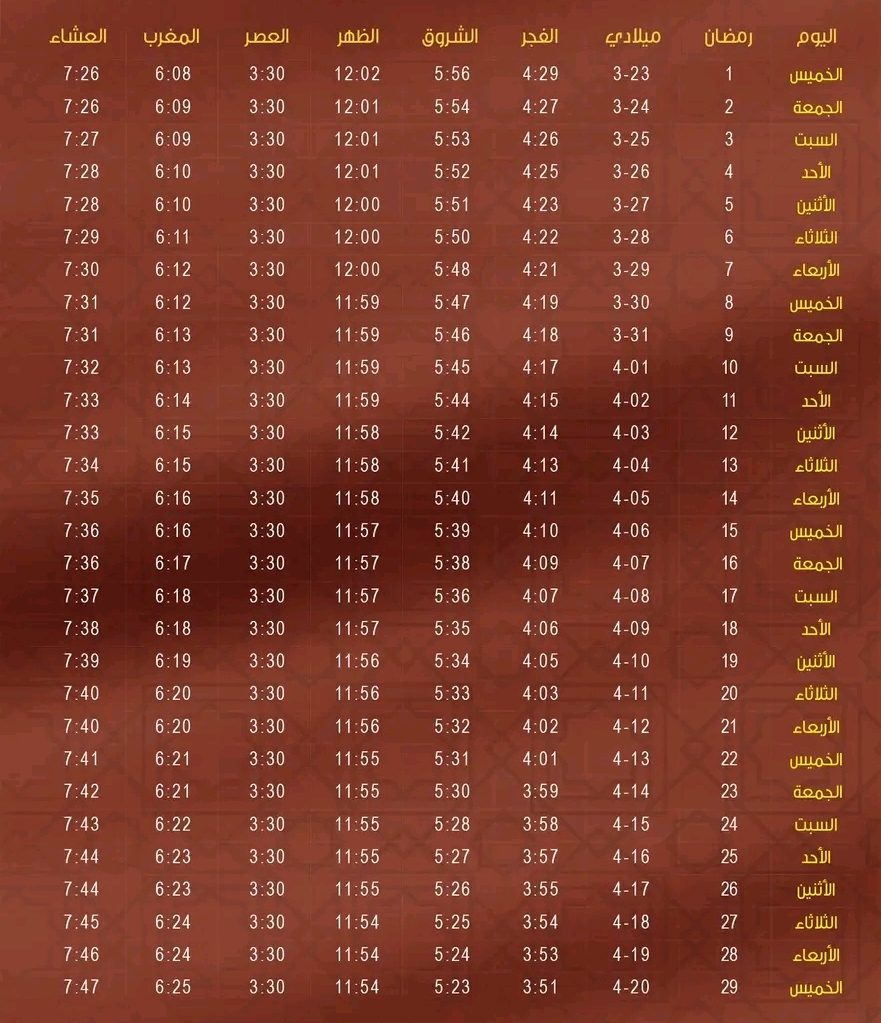 اليوم رمضان ميلادي الفجر الشروق الظهر العصر المغرب العشاء
الخميس 1 3-23 4:29 5:56 12:02 3:30 6:08 7:26
الجمعة 2 3-24 4:27 5:54 12:01 3:30 6:09 7:26
السبت 3 3-25 4:26 5:53 12:01 3:30 6:09 7:27
الأحد 4 3-26 4:25 5:52 12:01 3:30 6:10 7:28
الأثنين 5 3-27 4:23 5:51 12:00 3:30 6:10 7:28
الثلاثاء 6 3-28 4:22 5:50 12:00 3:30 6:11 7:29
الأربعاء 7 3-29 4:21 5:48 12:00 3:30 6:12 7:30
الخميس 8 3-30 4:19 5:47 11:59 3:30 6:12 7:31
الجمعة 9 3-31 4:18 5:46 11:59 3:30 6:13 7:31
السبت 10 4-01 4:17 5:45 11:59 3:30 6:13 7:32
الأحد 11 4-02 4:15 5:44 11:59 3:30 6:14 7:33
الأثنين 12 4-03 4:14 5:42 11:58 3:30 6:15 7:33
الثلاثاء 13 4-04 4:13 5:41 11:58 3:30 6:15 7:34
الأربعاء 14 4-05 4:11 5:40 11:58 3:30 6:16 7:35
الخميس 15 4-06 4:10 5:39 11:57 3:30 6:16 7:36
الجمعة 16 4-07 4:09 5:38 11:57 3:30 6:17 7:36
السبت 17 4-08 4:07 5:36 11:57 3:30 6:18 7:37
الأحد 18 4-09 4:06 5:35 11:57 3:30 6:18 7:38
الأثنين 19 4-10 4:05 5:34 11:56 3:30 6:19 7:39
الثلاثاء 20 4-11 4:03 5:33 11:56 3:30 6:20 7:40
الأربعاء 21 4-12 4:02 5:32 11:56 3:30 6:20 7:40
الخميس 22 4-13 4:01 5:31 11:55 3:30 6:21 7:41
الجمعة 23 4-14 3:59 5:30 11:55 3:30 6:21 7:42
السبت 24 4-15 3:58 5:28 11:55 3:30 6:22 7:43
الأحد 25 4-16 3:57 5:27 11:55 3:30 6:23 7:44
الأثنين 26 4-17 3:55 5:26 11:55 3:30 6:23 7:44
الثلاثاء 27 4-18 3:54 5:25 11:54 3:30 6:24 7:45
الأربعاء 28 4-19 3:53 5:24 11:54 3:30 6:24 7:46
الخميس 29 4-20 3:51 5:23 11:54 3:30 6:25 7:47